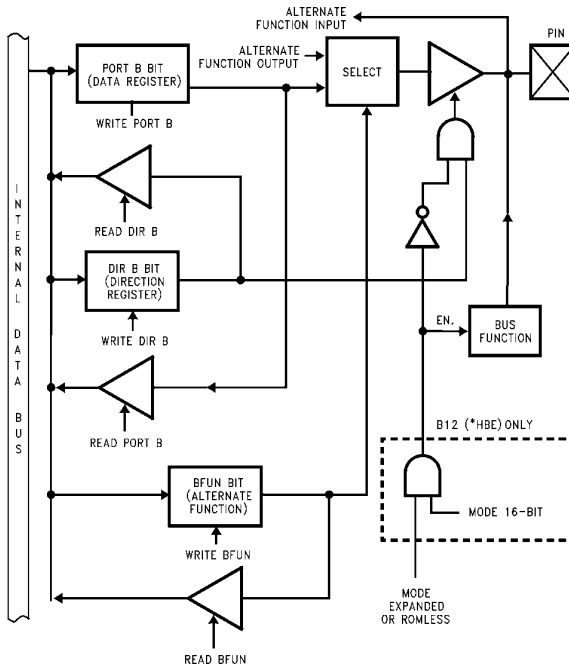 ALTERNATE
FUNCTION INPUT
PIN
PORT B BIT
(DATA REGISTER)
ALTERNATE
FUNCTION OUTPUT
SELECT
WRITE PORT B
INTERNAL DATA BUS
READ DIR B
DIR B BIT
(DIRECTION
REGISTER)
EN.
BUS
FUNCTION
WRITE DIR B
READ PORT B
B12 (*HBE) ONLY
BFUN BIT
(ALTERNATE
FUNCTION)
MODE 16-BIT
WRITE BFUN
MODE
EXPANDED
OR ROMLESS
READ BFUN